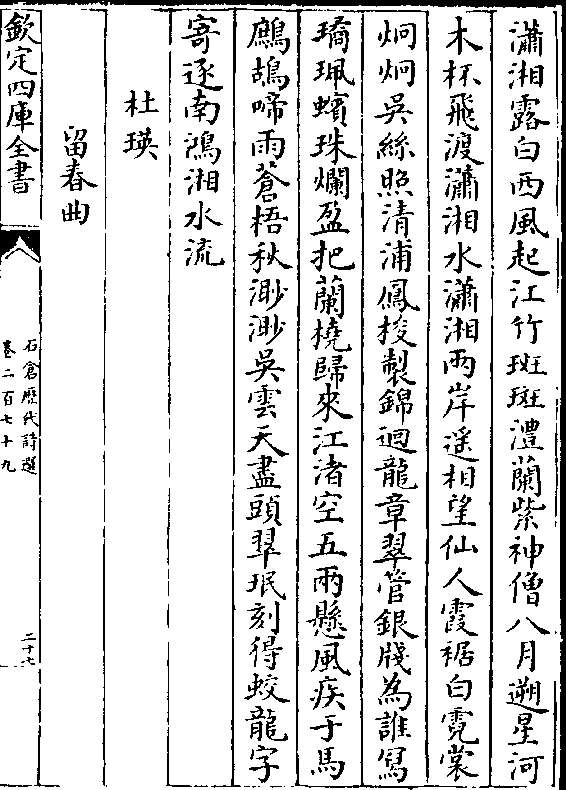 瀟湘露白西風起江竹斑斑澧蘭紫神僧八月遡星河
木杯飛渡瀟湘水瀟湘兩岸遥相望仙人霞裾白霓裳
炯炯吳絲照清浦鳳梭製錦迴龍章翠管銀牋為誰寫
璚珮蠙珠爛盈把蘭橈歸來江渚空五兩懸風疾于馬
鷓鴣啼雨蒼梧秋渺渺吳雲天盡頭翠珉刻得蛟龍字
寄逐南鴻湘水流
杜瑛
留春曲
欽定四庫全書
石倉歷代詩選
卷二百七十九
二十七